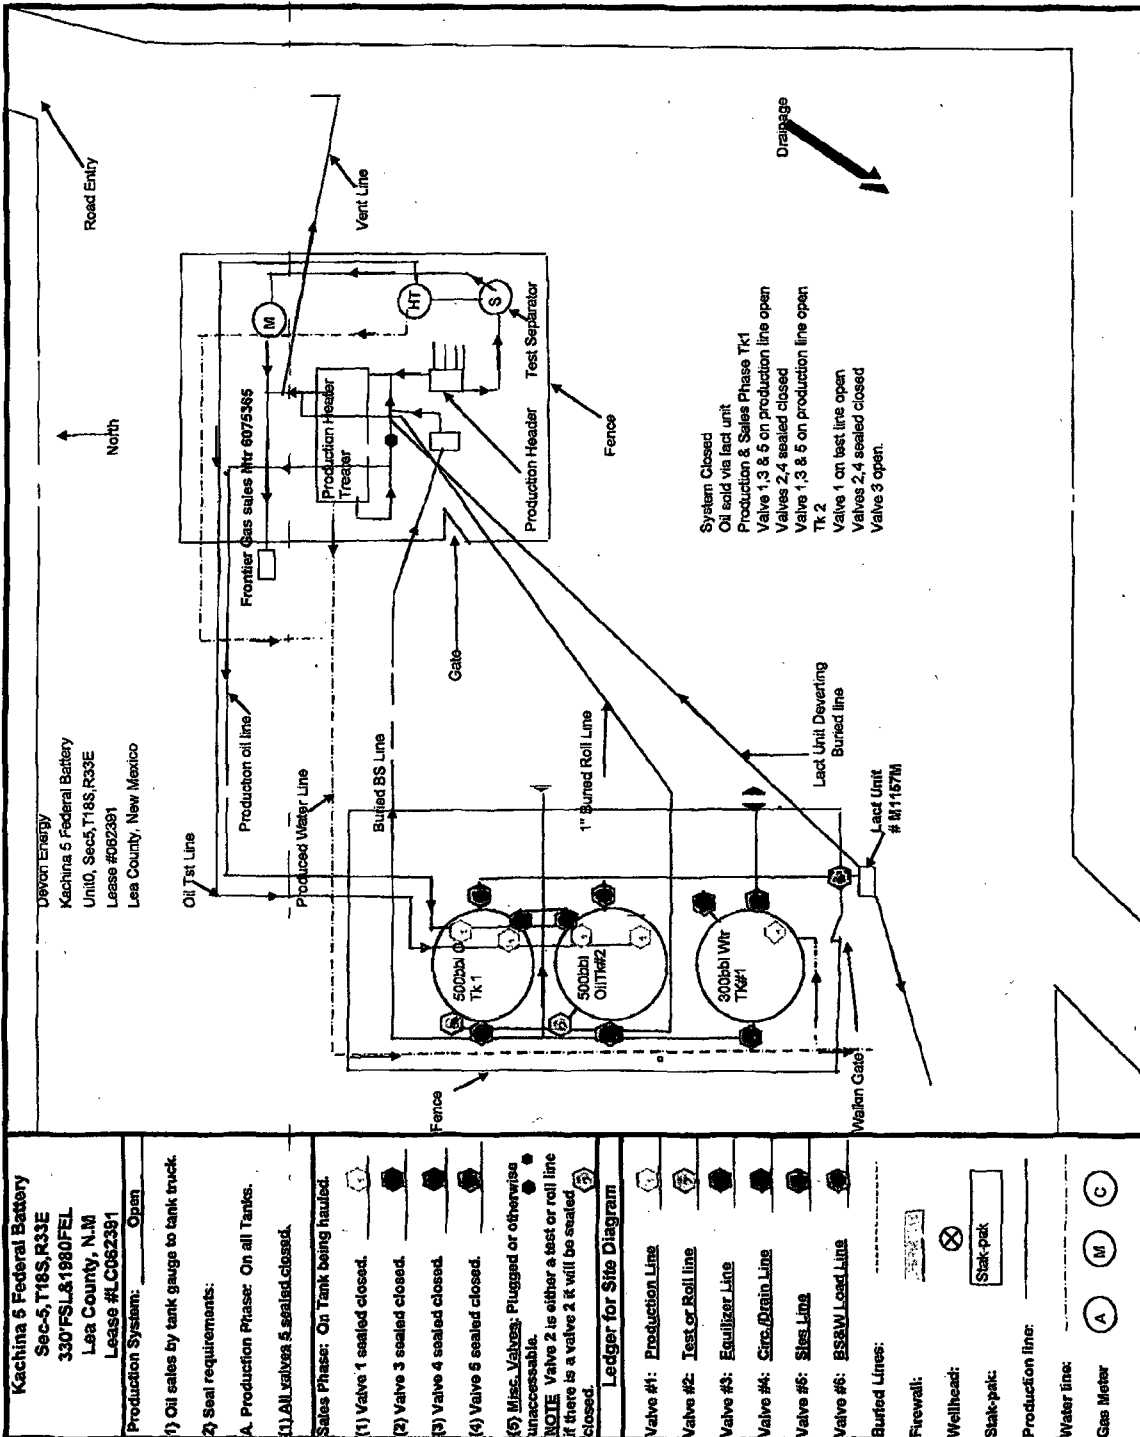 Kachina 5 Federal Battery
Sec-5,T18S,R33E
330'FSL&1980FEL
Lea County, N.M
Lease #LC062391
Production System: Open
1) Oil sales by tank gauge to tank truck.
2) Seal requirements:
A. Production Phase: On all Tanks.
(1) All valves 5 sealed closed.
Sales Phase: On Tank being hauled.
(1) Valve 1 sealed closed.
(2) Valve 3 sealed closed.
(3) Valve 4 sealed closed.
(4) Valve 5 sealed closed.
(5) Misc. Valves: Plugged or otherwise
unaccessable.
NOTE Valve 2 is either a test or roll line
if there is a valve 2 it will be sealed
closed.
Ledger for Site Diagram
Valve #1: Production Line
Valve #2: Test or Roll line
Valve #3: Equilizer Line
Valve #4: Circ./Drain Line
Valve #5: Sles Line
Valve #6: BS&W Load Line
Buried Lines:
Firewall:
Wellhead:
Stak-pak:
Stak-pak
Production line:
Water line:
Gas Meter
A
M
C
Devon Energy
Kachina 5 Federal Battery
UnitO, Sec5,T18S,R33E
Lease #062391
Lea County, New Mexico
North
Road Entry
Oil Tst Line
Production oil line
Produced Water Line
Buried BS Line
Gate
1" Buried Roll Line
Lact Unit Deverting
Buried line
Lact Unit
# M1157M
Walkin Gate
Fence
500bbl O
Tk 1
500bbl
OilTk#2
300bbl Wtr
TK#1
Frontier Gas sales Mtr 6075365
Production Heater
Treater
M
HT
S
Vent Line
Production Header
Test Separator
Fence
Drainage
System Closed
Oil sold via lact unit
Production & Sales Phase Tk1
Valve 1,3 & 5 on production line open
Valves 2,4 sealed closed
Valve 1,3 & 5 on production line open
Tk 2
Valve 1 on test line open
Valves 2,4 sealed closed
Valve 3 open.